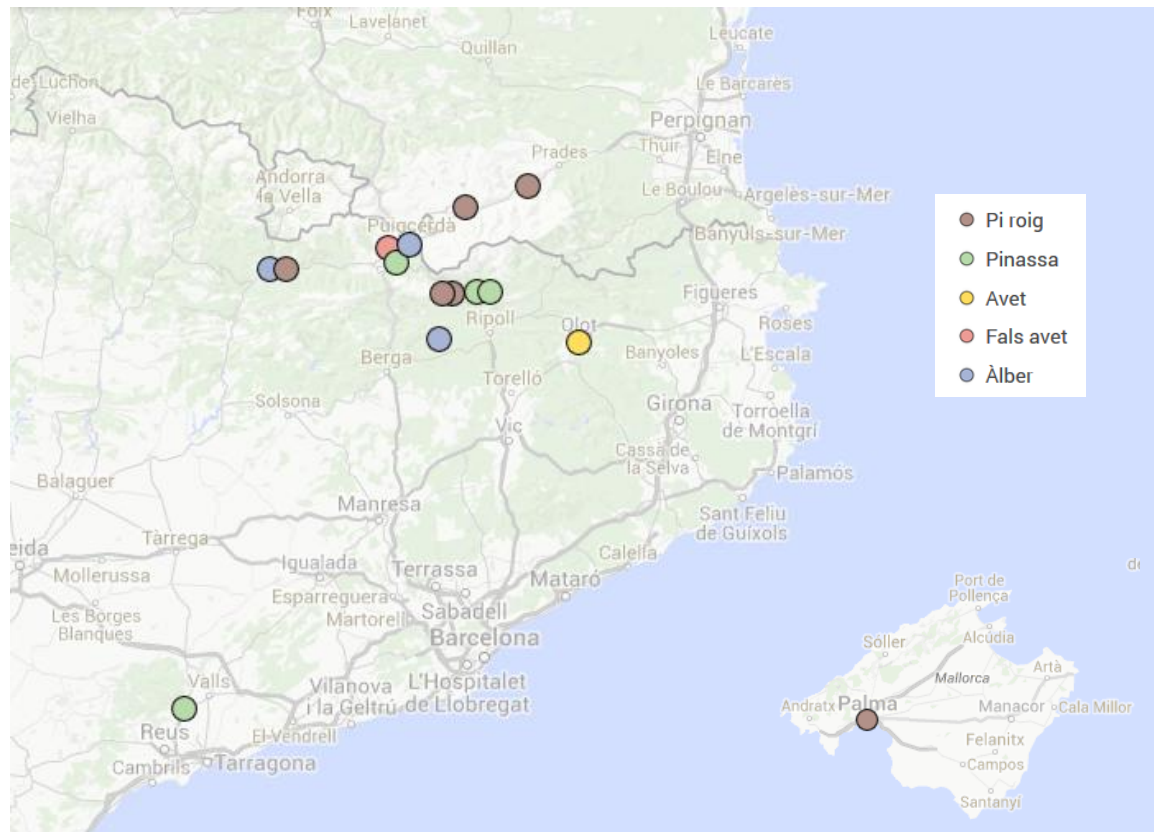 Foix
Lavelanet
Leucate
Quillan
de-Luchon
Le Barcarès
Vielha
Perpignan
Prades
Thuir
Elne
Andorra
la Vella
Le Boulou
Argelès-sur-Mer
Puigcerdà
Banyuls-sur-Mer
Pi roig
Pinassa
Avet
Fals avet
Àlber
Figueres
Roses
Ripoll
Olot
Banyoles
L'Escala
Berga
Torelló
Solsona
Girona
Torroella
de Montgrí
Vic
Cassà de
la Selva
Palamós
Balaguer
Manresa
Sant Feliu
de Guíxols
Tàrrega
eida
Calella
Mollerussa
Igualada
Terrassa
Mataró
Port de
Pollença
Esparreguera
Sabadell
Les Borges
Blanques
Martorell
Barcelona
Sóller
Alcúdia
Artà
Valls
Vilanova
i la Geltrú
L'Hospitalet
de Llobregat
Mallorca
Andratx
Palma
Manacor
Cala Millor
Reus
El Vendrell
Felanitx
Cambrils
Tarragona
Campos
Santanyí